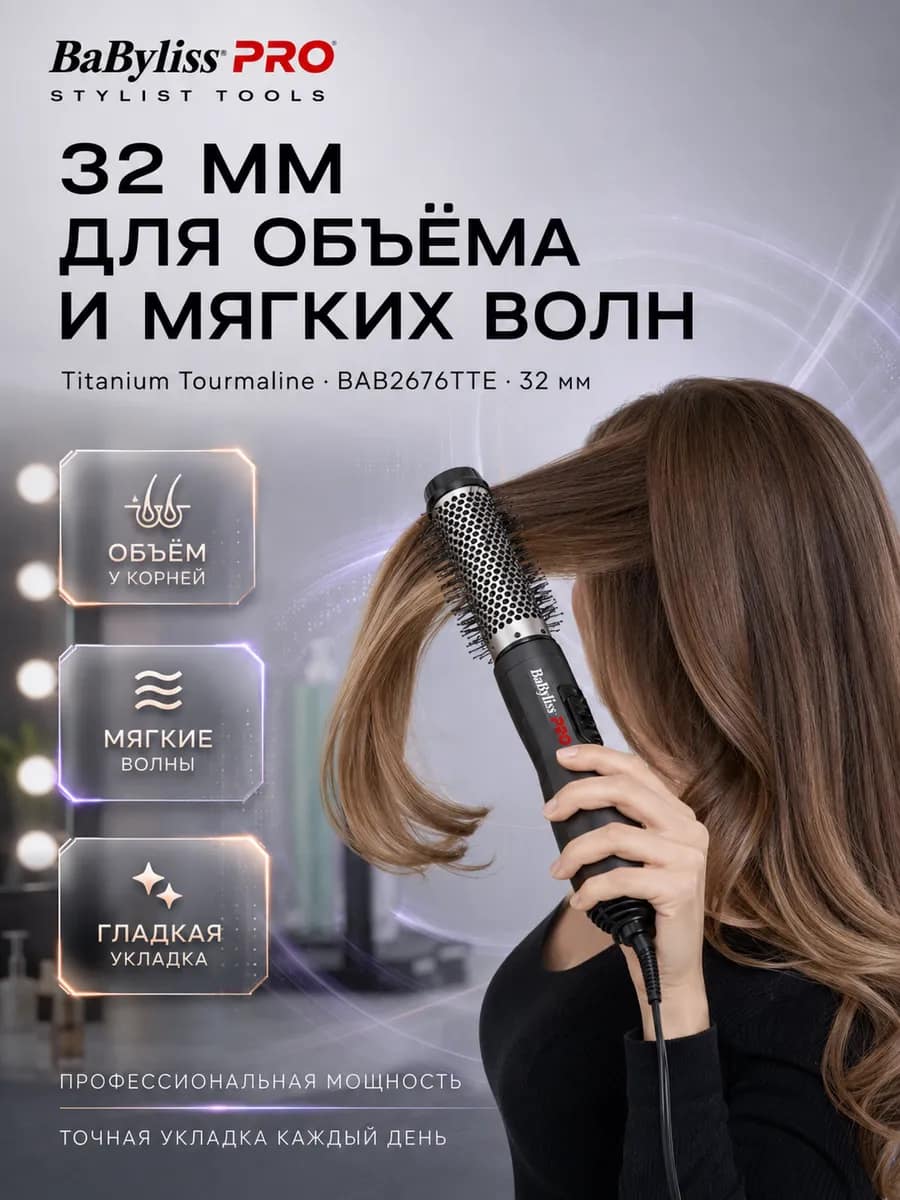 BaByliss PRO
STYLIST TOOLS
32 ММ
ДЛЯ ОБЪЁМА
И МЯГКИХ ВОЛН
Titanium Tourmaline · BAB2676TTE · 32 мм
ОБЪЁМ
У КОРНЕЙ
МЯГКИЕ
ВОЛНЫ
ГЛАДКАЯ
УКЛАДКА
BaByliss PRO
ПРОФЕССИОНАЛЬНАЯ МОЩНОСТЬ
ТОЧНАЯ УКЛАДКА КАЖДЫЙ ДЕНЬ